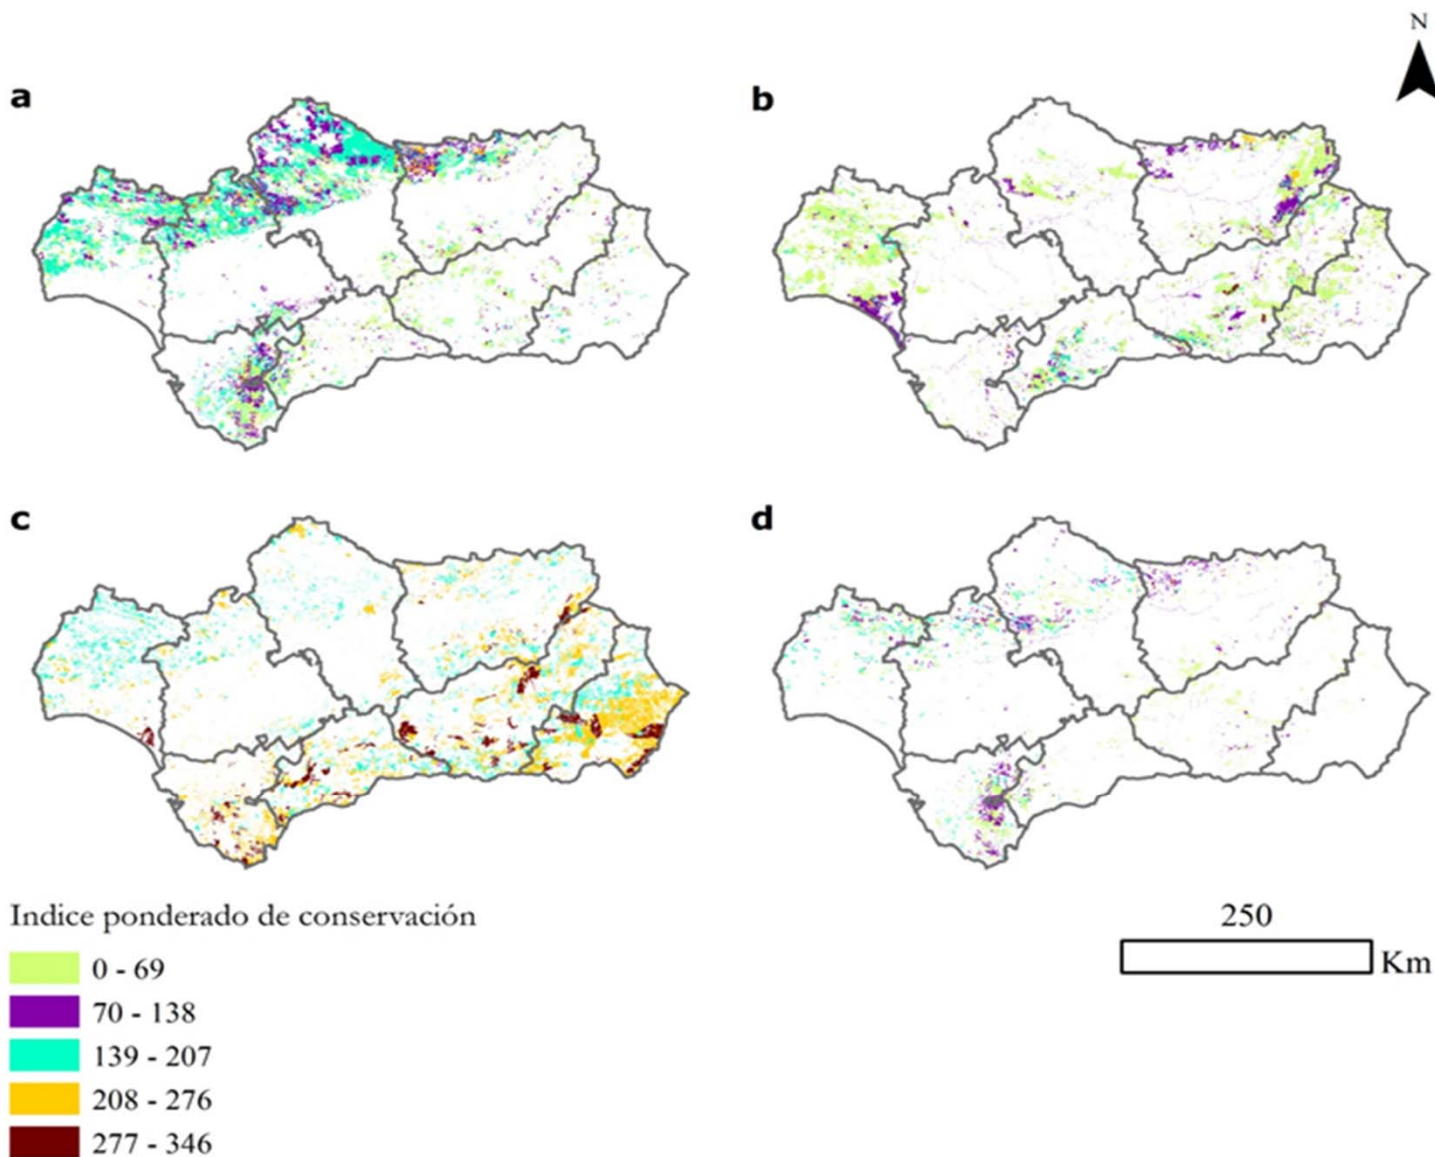 N
a
b
c
d
Indice ponderado de conservación
0 - 69
70 - 138
139 - 207
208 - 276
277 - 346
250
Km